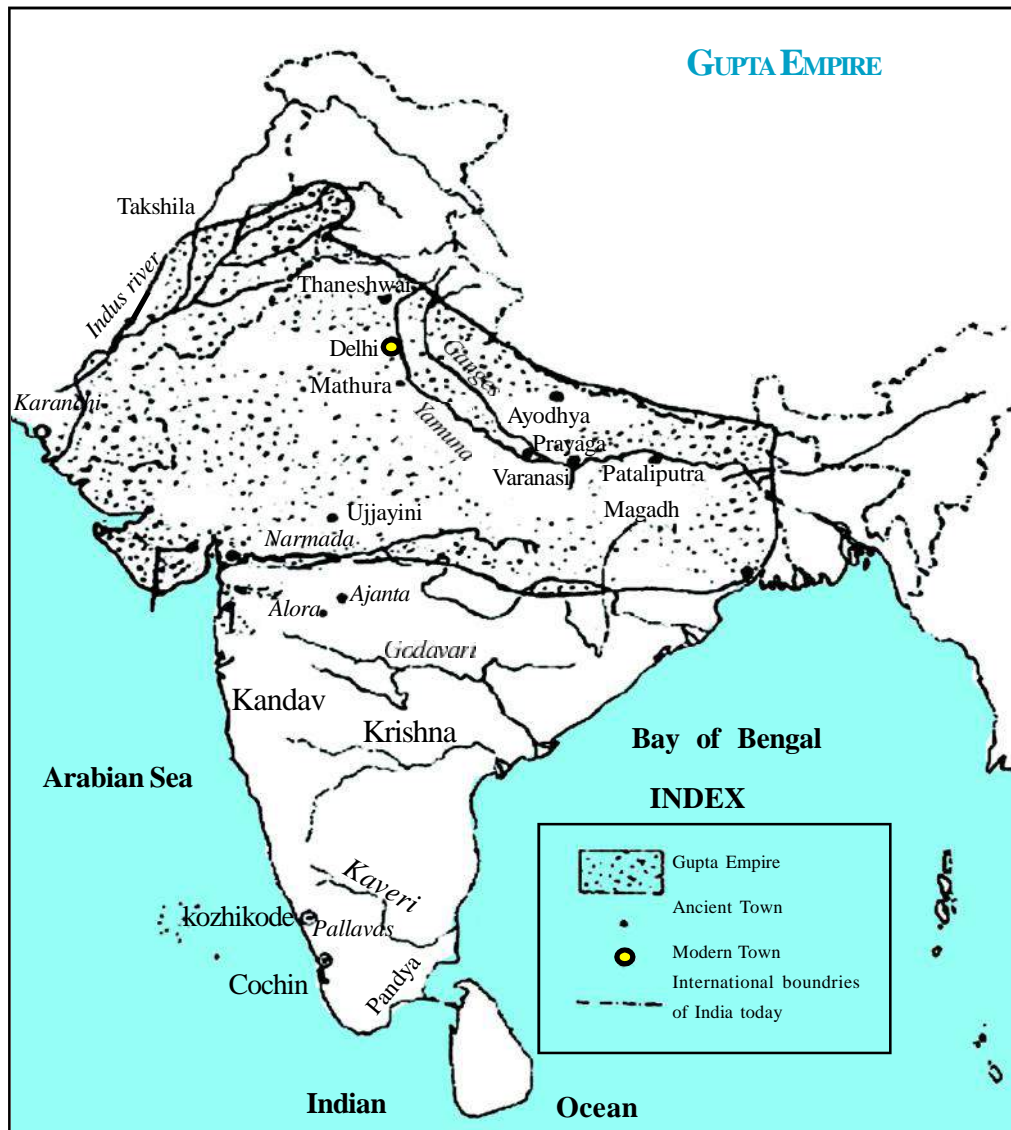 GUPTA EMPIRE
Takshila
Indus river
Thaneshwar
Delhi
Ganges
Mathura
Karanchi
Ayodhya
Yamuna
Prayaga
Varanasi
Pataliputra
Magadh
Ujjayini
Narmada
Ajanta
Alora
Godavari
Kandav
Krishna
Bay of Bengal
Arabian Sea
INDEX
Gupta Empire
Ancient Town
Modern Town
International boundries
of India today
Kaveri
kozhikode
Pallavas
Cochin
Pandya
Indian Ocean